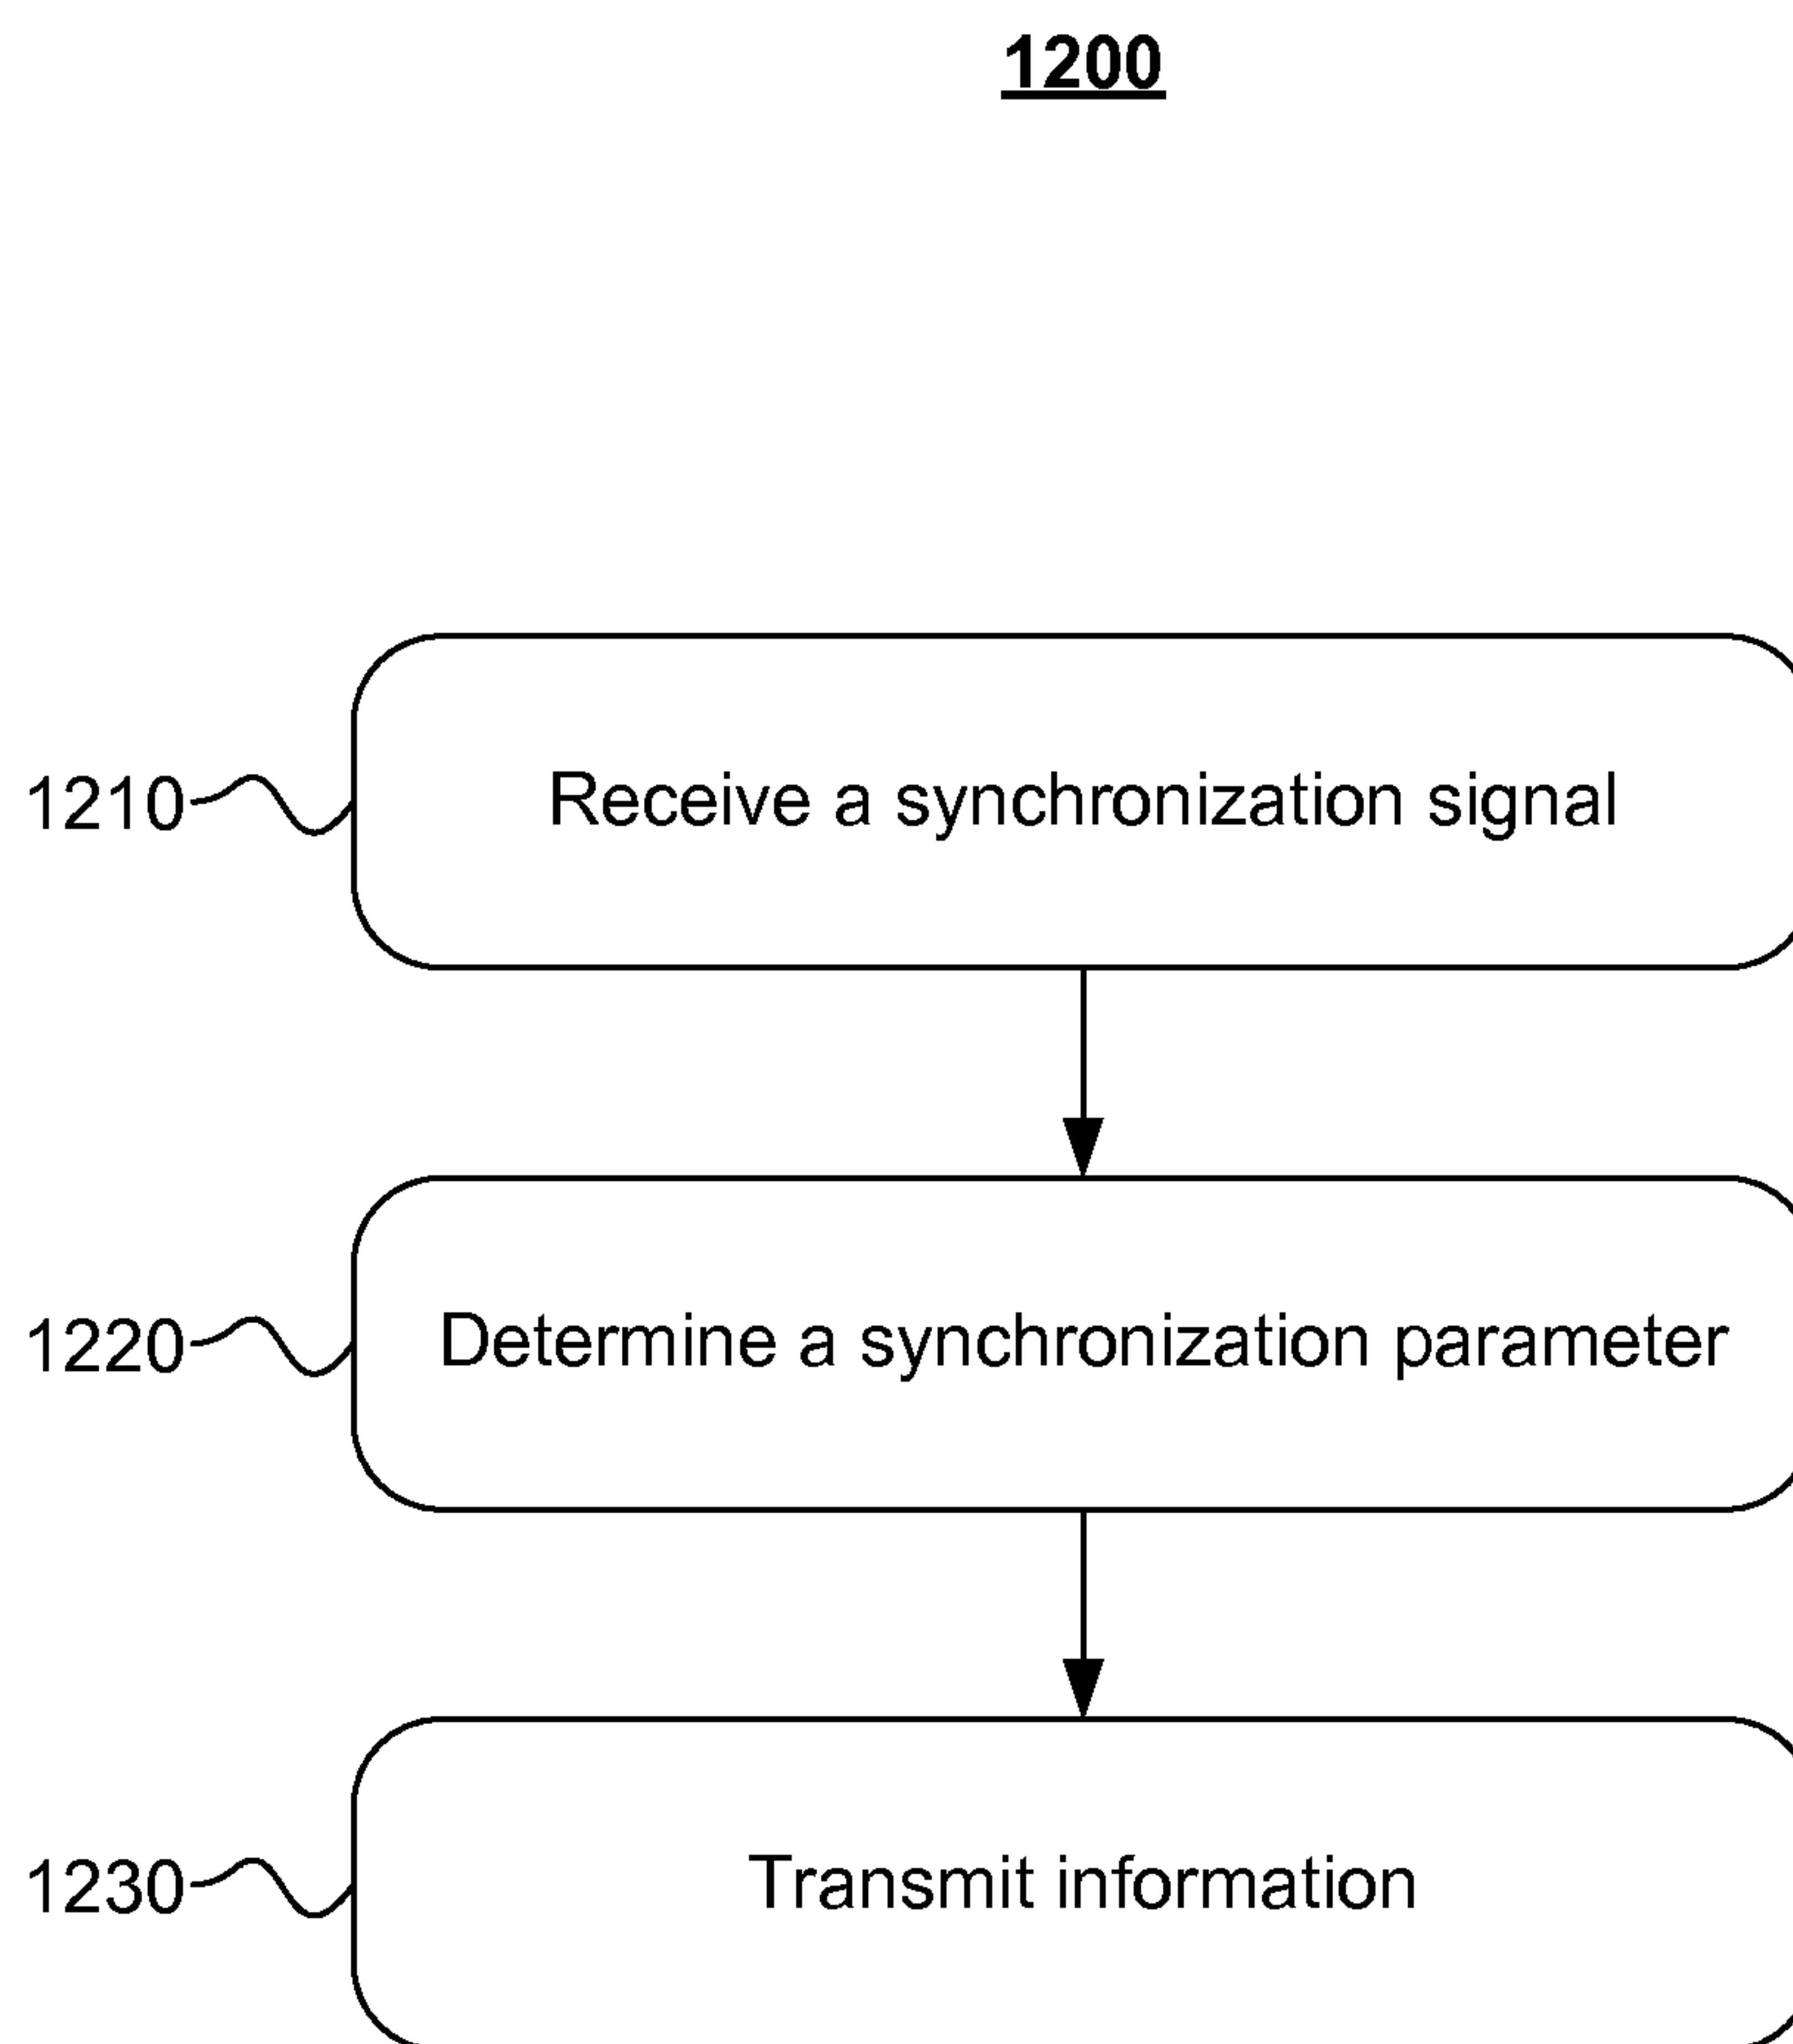 1200
1210 Receive a synchronization signal
1220 Determine a synchronization parameter
1230 Transmit information